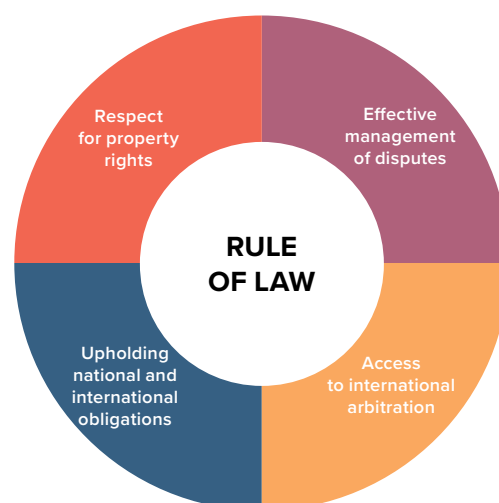 Respect
for property
rights
Effective
management
of disputes
RULE
OF LAW
Upholding
national and
international
obligations
Access
to international
arbitration